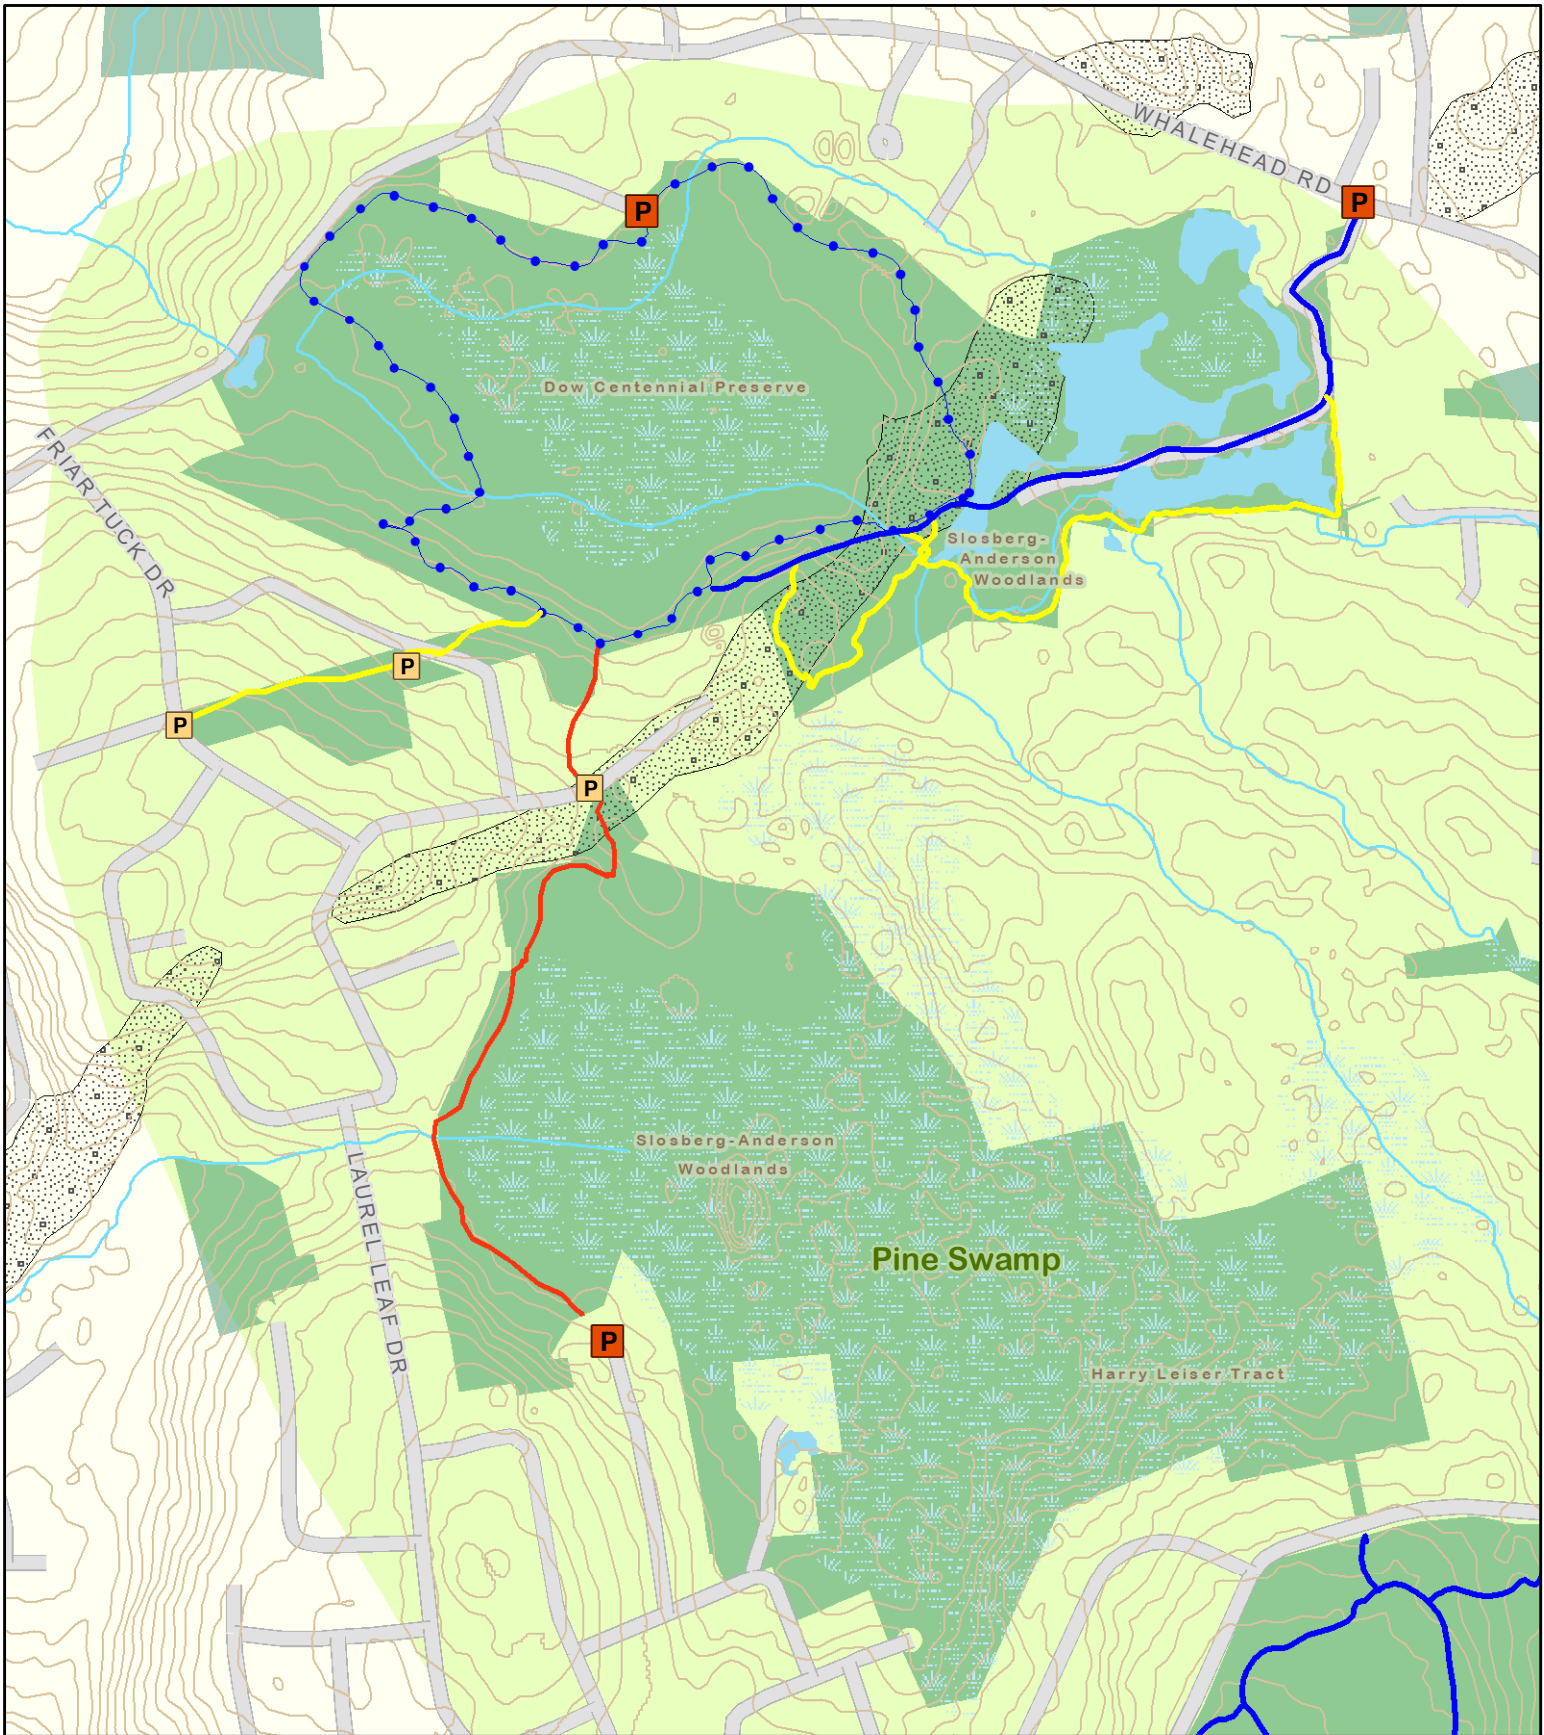 WHALEHEAD RD
P
P
Dow Centennial Preserve
FRIAR TUCK DR
Slosberg-
Anderson
Woodlands
P
P
P
Slosberg-Anderson
Woodlands
LAUREL LEAF DR
Pine Swamp
P
Harry Leiser Tract